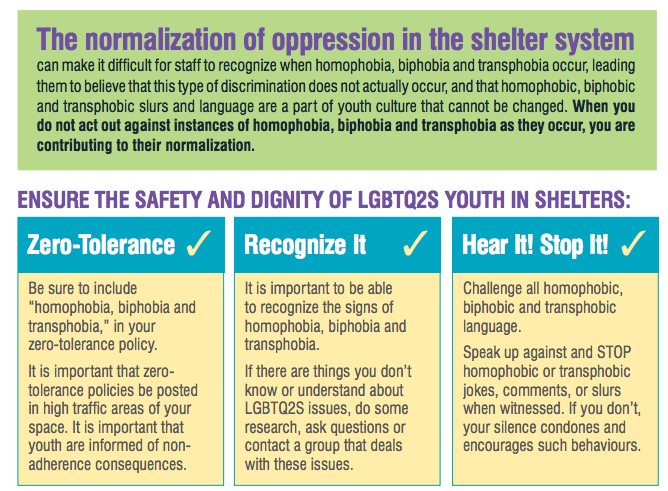 The normalization of oppression in the shelter system
can make it difficult for staff to recognize when homophobia, biphobia and transphobia occur, leading
them to believe that this type of discrimination does not actually occur, and that homophobic, biphobic
and transphobic slurs and language are a part of youth culture that cannot be changed. When you
do not act out against instances of homophobia, biphobia and transphobia as they occur, you are
contributing to their normalization.
ENSURE THE SAFETY AND DIGNITY OF LGBTQ2S YOUTH IN SHELTERS:
Zero-Tolerance ✓
Be sure to include
“homophobia, biphobia and
transphobia,” in your
zero-tolerance policy.
It is important that zero-
tolerance policies be posted
in high traffic areas of your
space. It is important that
youth are informed of non-
adherence consequences.
Recognize It ✓
It is important to be able
to recognize the signs of
homophobia, biphobia and
transphobia.
If there are things you don’t
know or understand about
LGBTQ2S issues, do some
research, ask questions or
contact a group that deals
with these issues.
Hear It! Stop It! ✓
Challenge all homophobic,
biphobic and transphobic
language.
Speak up against and STOP
homophobic or transphobic
jokes, comments, or slurs
when witnessed. If you don’t,
your silence condones and
encourages such behaviours.